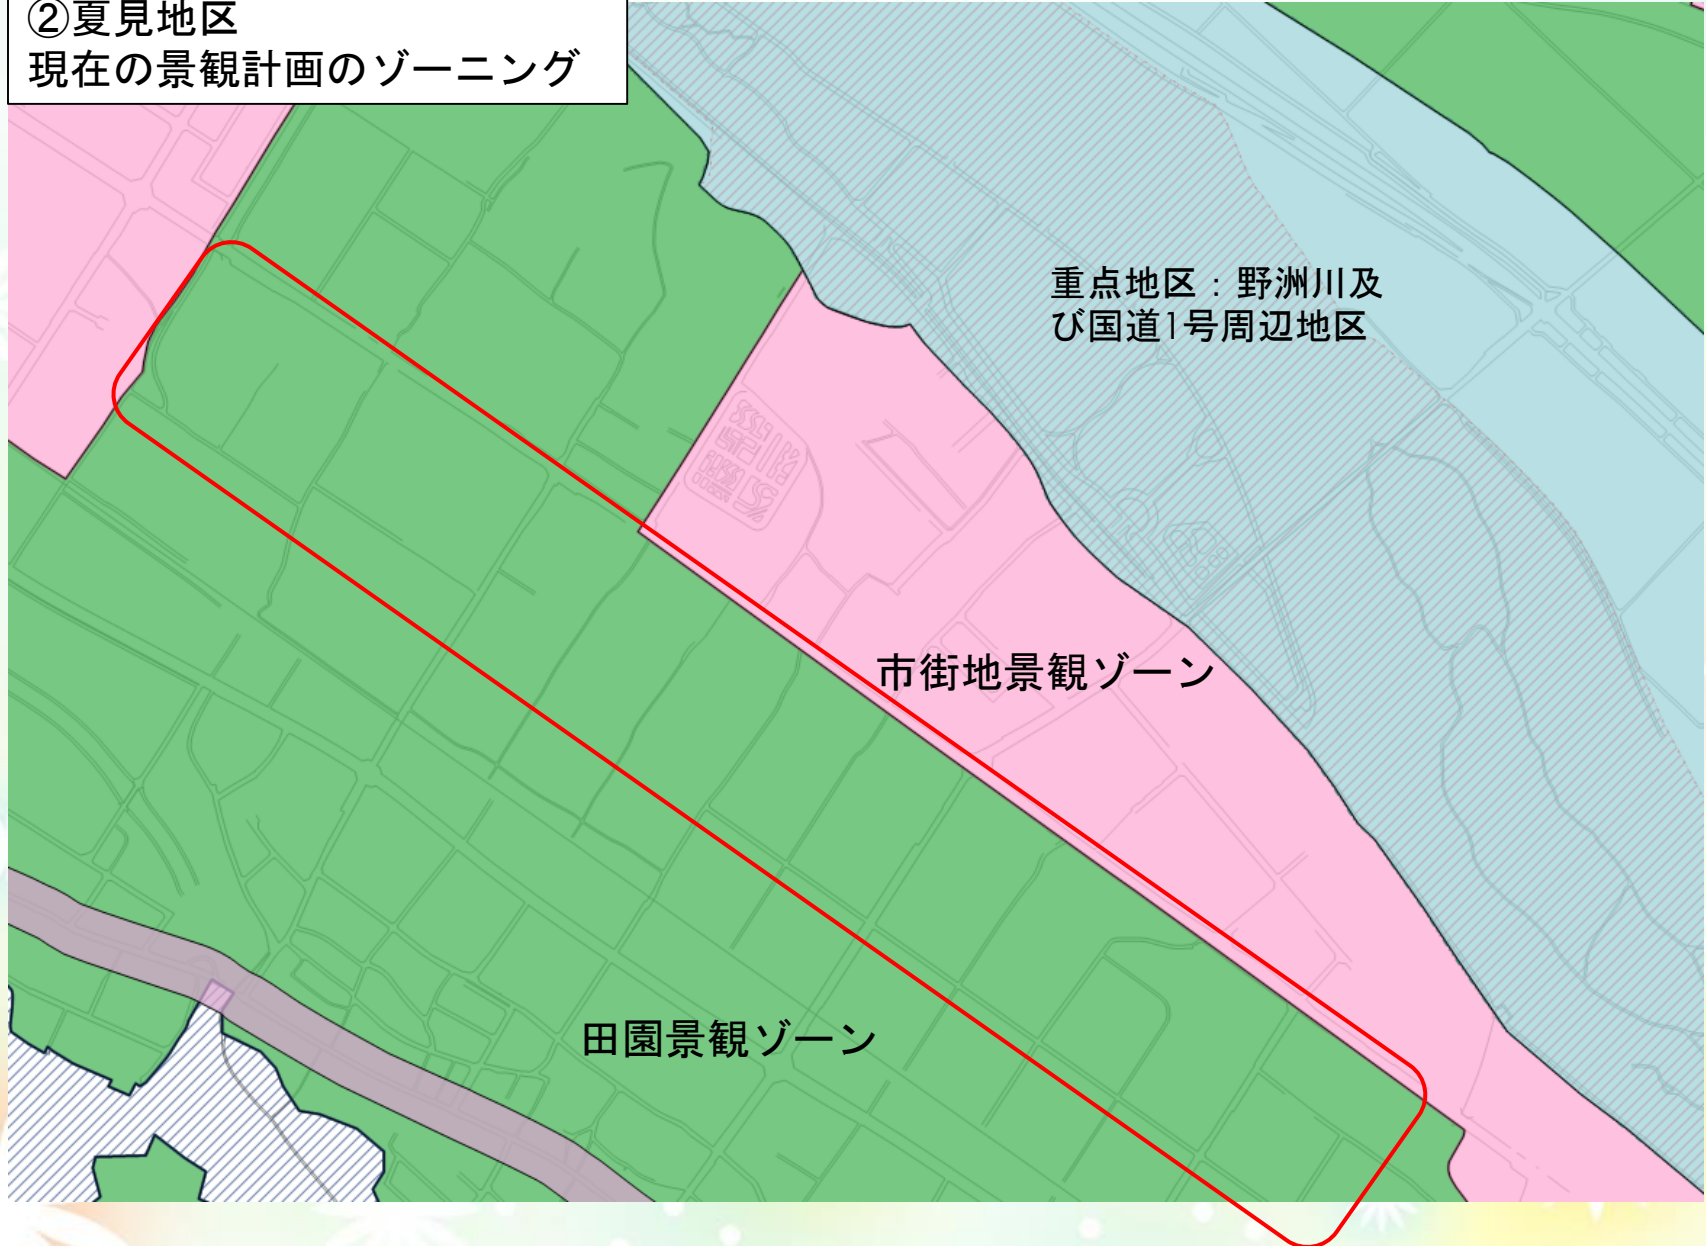 ②夏見地区
現在の景観計画のゾーニング
重点地区：野洲川及
び国道1号周辺地区
市街地景観ゾーン
田園景観ゾーン